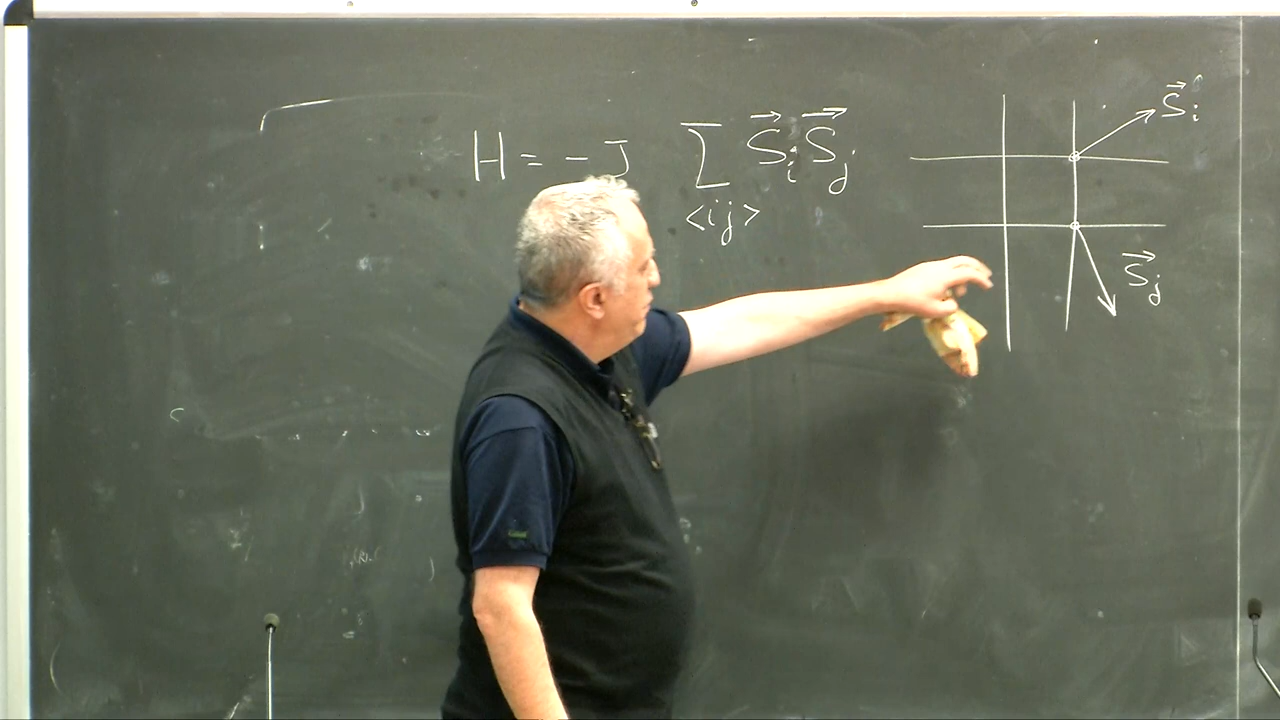 H = - J ∑ S⃗ᵢ S⃗ⱼ
<ij>
S⃗ᵢ
S⃗ⱼ